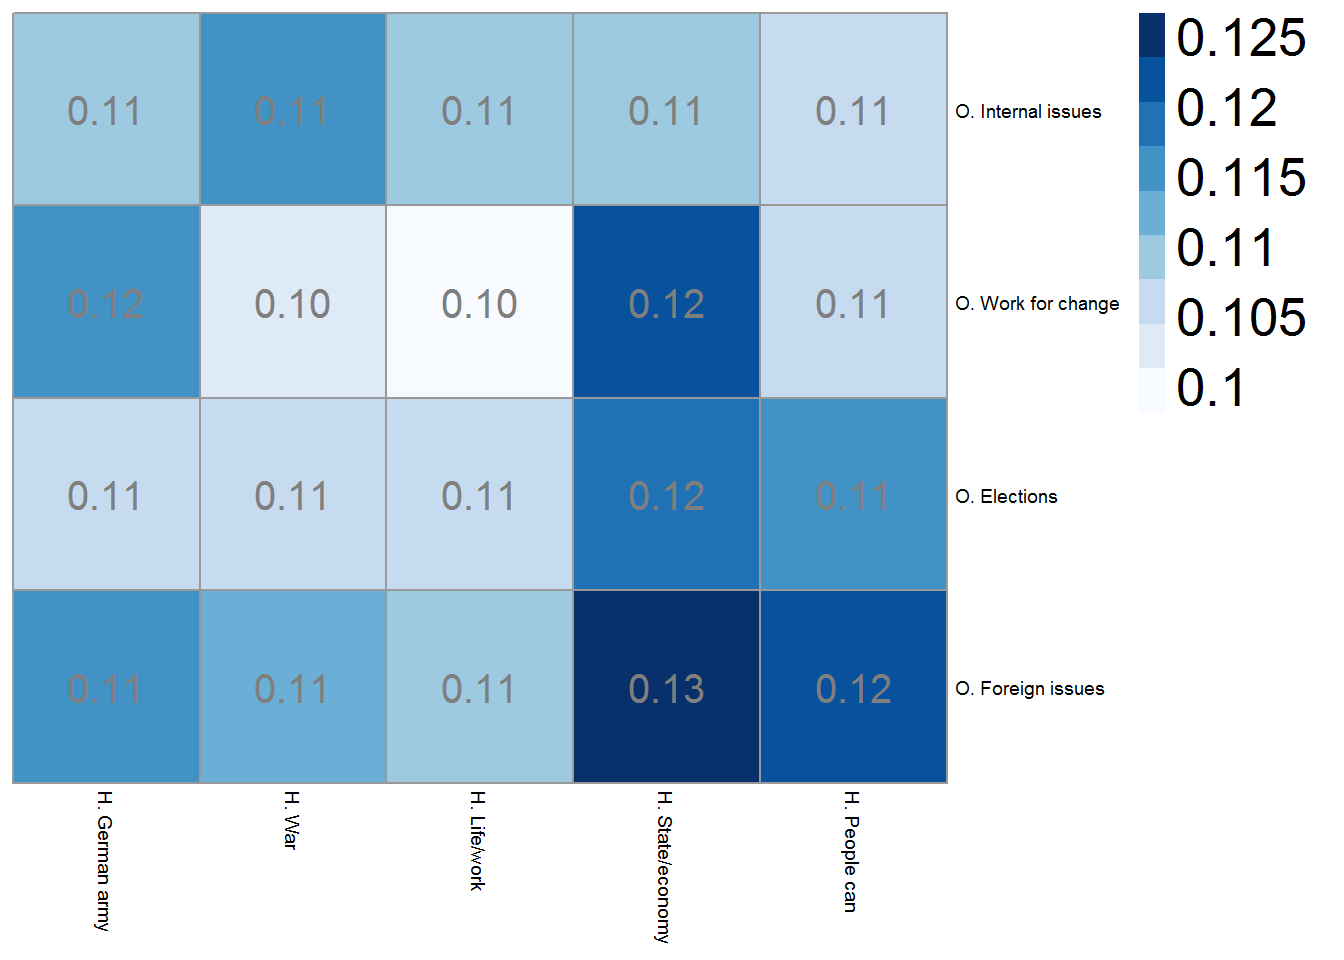 0.11 0.11 0.11 0.11 0.11 O. Internal issues
0.12 0.10 0.10 0.12 0.11 O. Work for change
0.11 0.11 0.11 0.12 0.11 O. Elections
0.11 0.11 0.11 0.13 0.12 O. Foreign issues
H. German army
H. War
H. Life/work
H. State/economy
H. People can
0.125
0.12
0.115
0.11
0.105
0.1